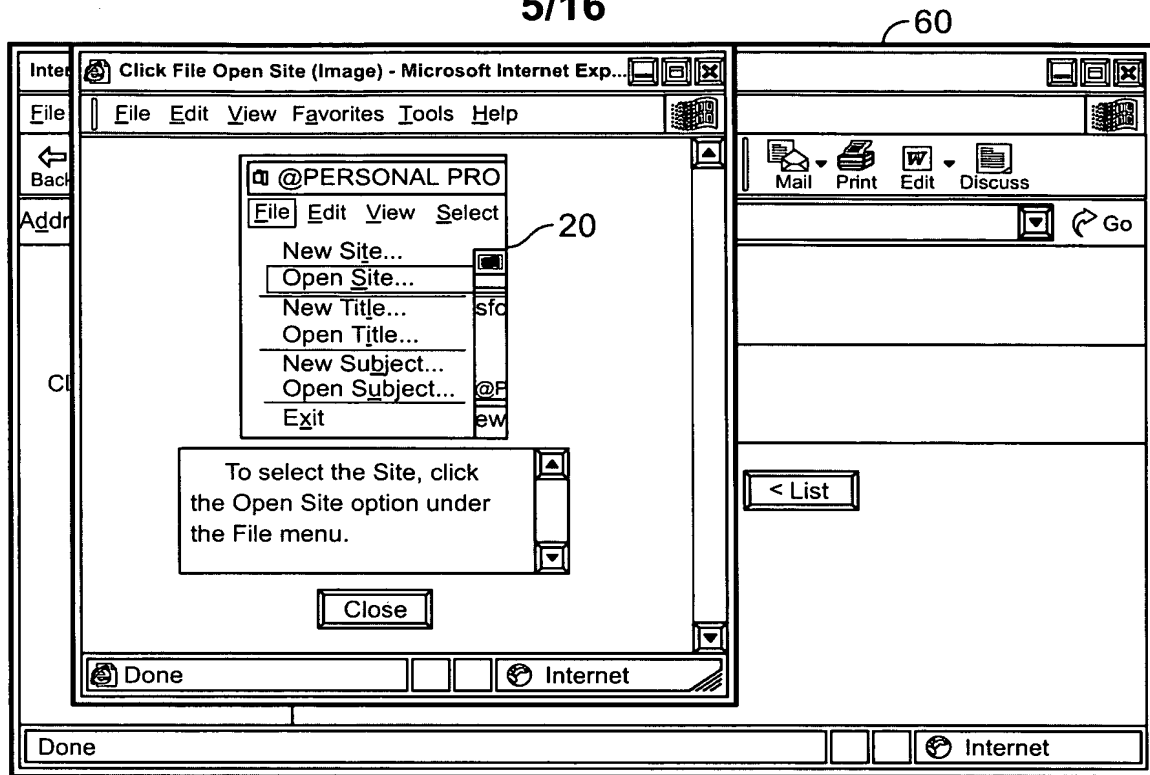 5/16
60
Inter
Click File Open Site (Image) - Microsoft Internet Exp...
File
File Edit View Favorites Tools Help
Back
Mail Print Edit Discuss
Addr
Go
@PERSONAL PRO
File Edit View Select
20
New Site...
Open Site...
New Title...
sfc
Open Title...
New Subject...
Open Subject...
@P
Exit
ew
Cl
To select the Site, click
the Open Site option under
the File menu.
< List
Close
Done
Internet
Done
Internet